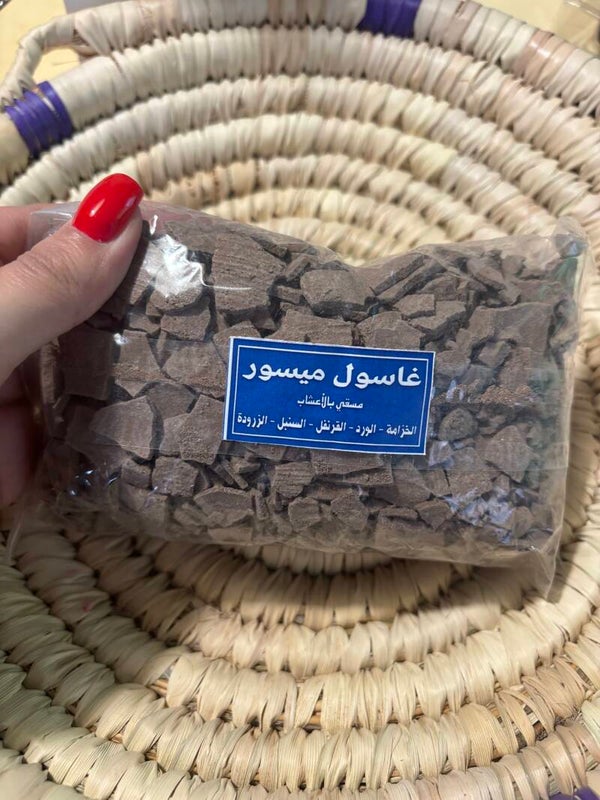 غاسول ميسور
مسقي بالأعشاب
الخزامة - الورد - القرنفل - السنبل - الزرودة